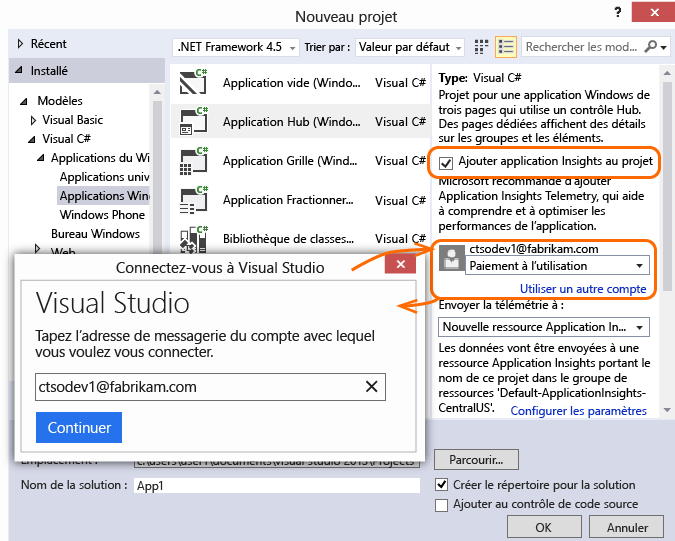 Nouveau projet
?
Récent
Installé
Modèles
Visual Basic
Visual C#
Applications du Wi
Applications univ
Applications Wind
Windows Phone
Bureau Windows
Web
.NET Framework 4.5
Trier par :
Valeur par défaut
Rechercher les mod...
Application vide (Windo... Visual C#
Application Hub (Windo... Visual C#
Application Grille (Windo... Visual C#
Application Fractionner... Visual C#
Bibliothèque de classes... Visual C#
Type: Visual C#
Projet pour une application Windows de
trois pages qui utilise un contrôle Hub.
Des pages dédiées affichent des détails
sur les groupes et les éléments.
Ajouter application Insights au projet
Microsoft recommande d'ajouter
Application Insights Telemetry, qui aide
à comprendre et à optimiser les
performances de l'application.
ctsodev1@fabrikam.com
Paiement à l'utilisation
Utiliser un autre compte
Envoyer la télémétrie à :
Nouvelle ressource Application In...
Les données vont être envoyées à une
ressource Application Insights portant le
nom de ce projet dans le groupe de
ressources 'Default-ApplicationInsights-
CentralUS'.
Configurer les paramètres
Connectez-vous à Visual Studio
Visual Studio
Tapez l'adresse de messagerie du compte avec lequel
vous voulez vous connecter.
ctsodev1@fabrikam.com
Continuer
Emplacement :
c:\users\user1\documents\visual studio 2015\Projects
Parcourir...
Nom de la solution :
App1
Créer le répertoire pour la solution
Ajouter au contrôle de code source
OK
Annuler